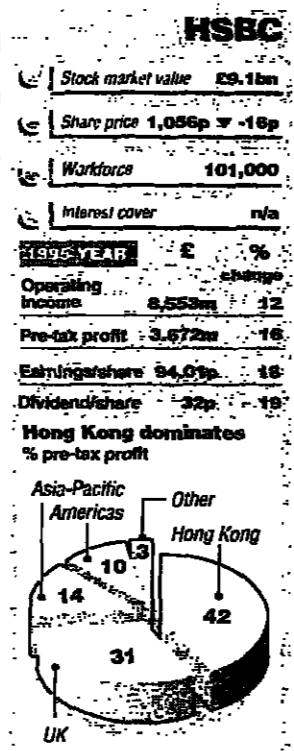 HSBC
Stock market value £9.1bn
Share price 1,056p ▼ -16p
Workforce 101,000
Interest cover n/a
1995 YEAR £ %
change
Operating
income 8,553m 12
Pre-tax profit 3.672m 16
Earnings/share 94.01p 16
Dividend/share 32p 19
Hong Kong dominates
% pre-tax profit
Asia-Pacific
Americas
Other
Hong Kong
3
10
14
42
31
UK